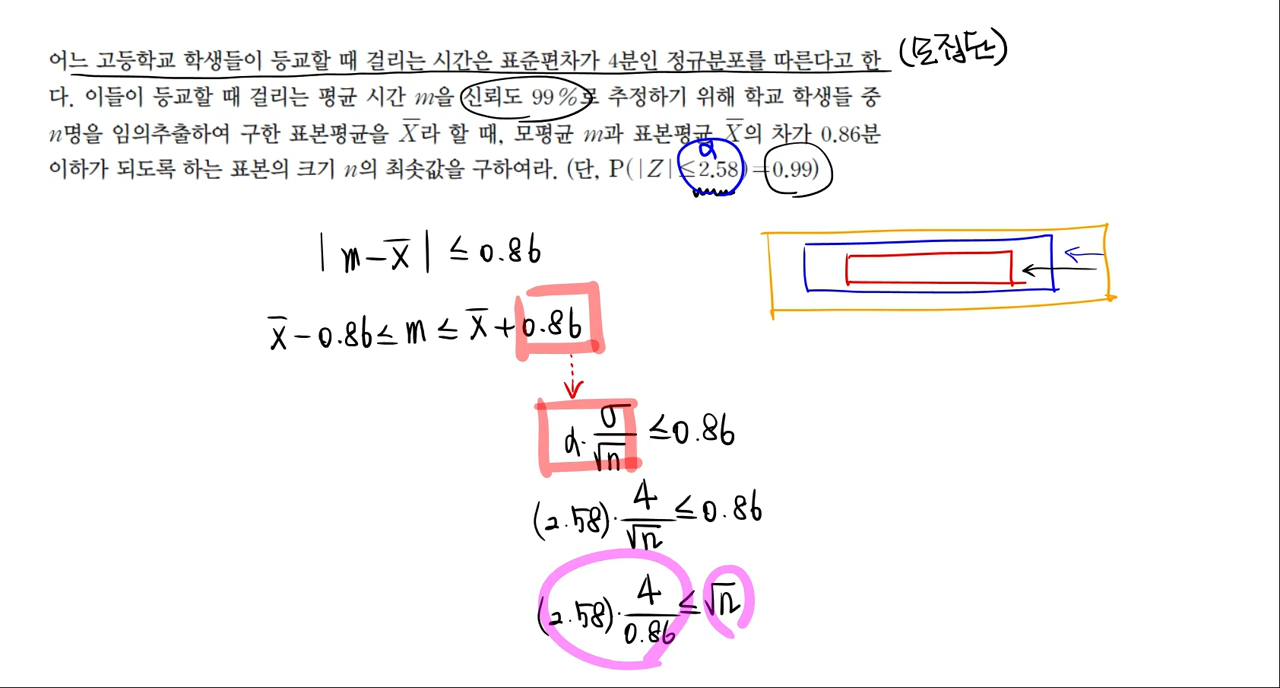 어느 고등학교 학생들이 등교할 때 걸리는 시간은 표준편차가 4분인 정규분포를 따른다고 한 (모집단)
다. 이들이 등교할 때 걸리는 평균 시간 m을 신뢰도 99%로 추정하기 위해 학교 학생들 중
n명을 임의추출하여 구한 표본평균을 X̄라 할 때, 모평균 m과 표본평균 X̄의 차가 0.86분
이하가 되도록 하는 표본의 크기 n의 최솟값을 구하여라. (단, P(|Z|≤2.58)=0.99)
α
|m-X̄| ≤ 0.86
X̄-0.86 ≤ m ≤ X̄+0.86
α·σ/√n ≤ 0.86
(2.58)·4/√n ≤ 0.86
(2.58)·4/0.86 ≤ √n